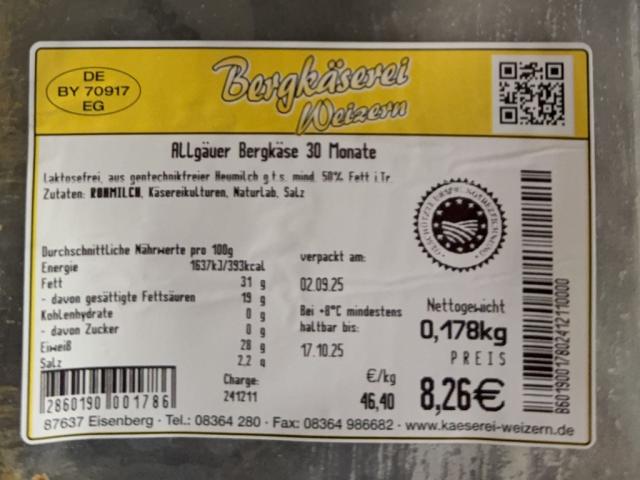 DE
BY 70917
EG
Bergkäserei
Weizern
ALLgäuer Bergkäse 30 Monate
Laktosefrei, aus gentechnikfreier Heumilch g.t.s. mind. 50% Fett i.Tr.
Zutaten: ROHMILCH, Käsereikulturen, Naturlab, Salz
GESCHÜTZTE URSPRUNGSBEZEICHNUNG
Durchschnittliche Nährwerte pro 100g
Energie 1637kJ/393kcal
Fett 31 g
- davon gesättigte Fettsäuren 19 g
Kohlenhydrate 0 g
- davon Zucker 0 g
Eiweiß 28 g
Salz 2,2 g
verpackt am:
02.09.25
Bei +8°C mindestens
haltbar bis:
17.10.25
Nettogewicht
0,178kg
PREIS
€/kg
46,40
8,26€
Charge:
241211
2860190 001786
8601900017802412110000
87637 Eisenberg · Tel.: 08364 280 · Fax: 08364 986682 · www.kaeserei-weizern.de